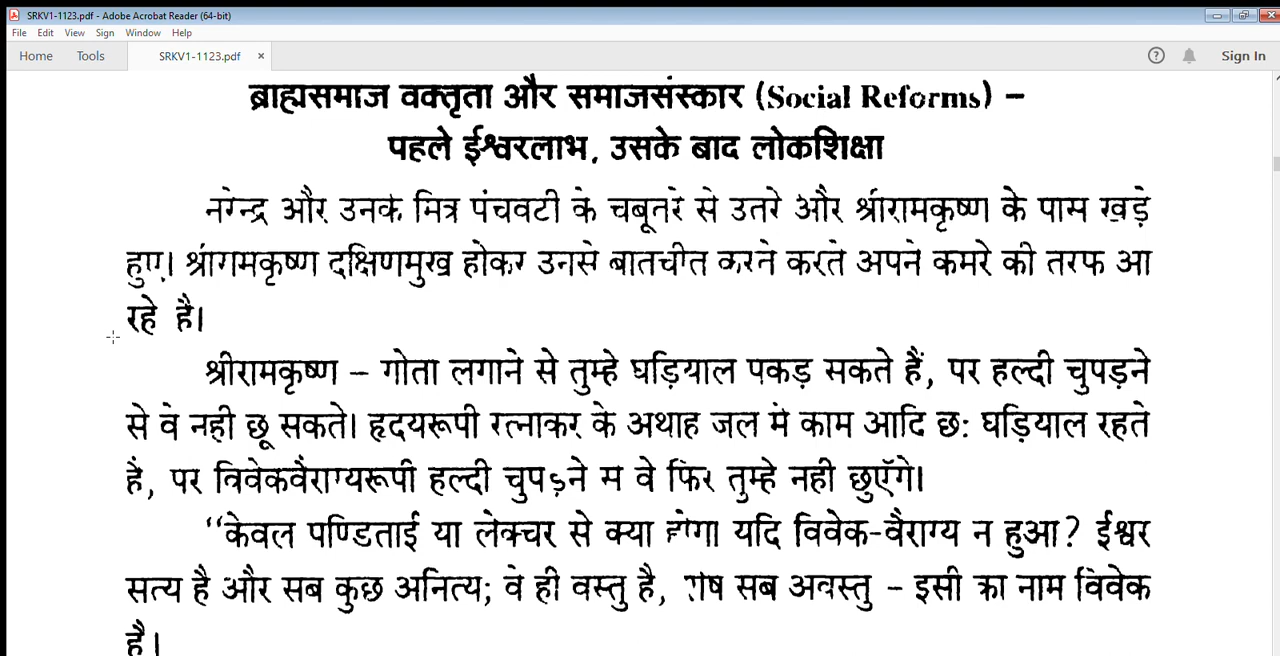 SRKV1-1123.pdf - Adobe Acrobat Reader (64-bit)
File Edit View Sign Window Help
Home Tools SRKV1-1123.pdf × ? Sign In
ब्राह्मसमाज वक्तृता और समाजसंस्कार (Social Reforms) –
पहले ईश्वरलाभ, उसके बाद लोकशिक्षा
नरेन्द्र और उनके मित्र पंचवटी के चबूतरे से उतरे और श्रीरामकृष्ण के पास खड़े
हुए। श्रीरामकृष्ण दक्षिणमुख होकर उनसे बातचीत करते करते अपने कमरे की तरफ आ
रहे है।
श्रीरामकृष्ण – गोता लगाने से तुम्हे घड़ियाल पकड़ सकते हैं, पर हल्दी चुपड़ने
से वे नही छू सकते। हृदयरूपी रत्नाकर के अथाह जल मे काम आदि छः घड़ियाल रहते
है, पर विवेकवैराग्यरूपी हल्दी चुपड़ने से वे फिर तुम्हे नही छुएँगे।
“केवल पण्डिताई या लेक्चर से क्या होगा यदि विवेक-वैराग्य न हुआ? ईश्वर
सत्य है और सब कुछ अनित्य; वे ही वस्तु है, शेष सब अवस्तु – इसी का नाम विवेक
है।